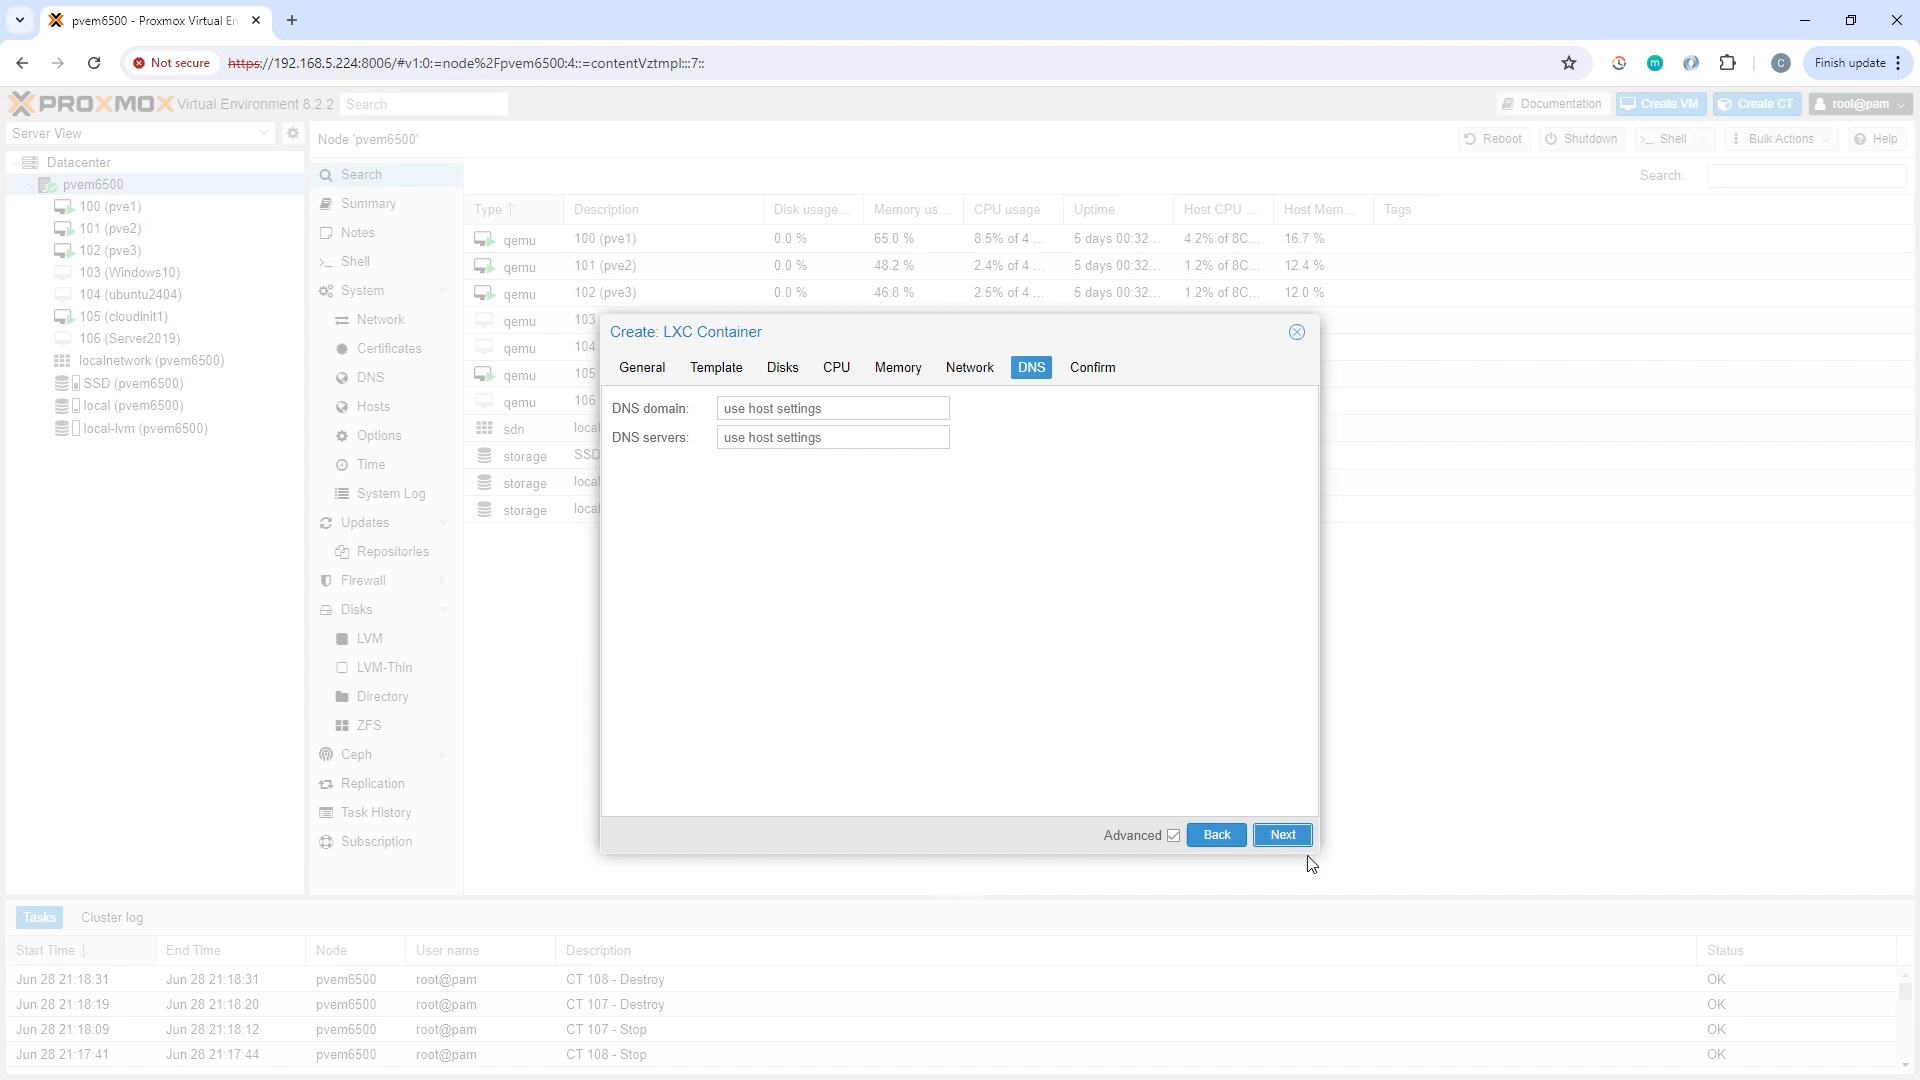 pvem6500 - Proxmox Virtual En
Not secure
https://192.168.5.224:8006/#v1:0:=node%2Fpvem6500:4::=contentVztmpl:::7::
Finish update
PROXMOX Virtual Environment 8.2.2
Search
Documentation
Create VM
Create CT
root@pam
Server View
Node 'pvem6500'
Reboot
Shutdown
Shell
Bulk Actions
Help
Datacenter
pvem6500
100 (pve1)
101 (pve2)
102 (pve3)
103 (Windows10)
104 (ubuntu2404)
105 (cloudinit1)
106 (Server2019)
localnetwork (pvem6500)
SSD (pvem6500)
local (pvem6500)
local-lvm (pvem6500)
Search
Summary
Notes
Shell
System
Network
Certificates
DNS
Hosts
Options
Time
System Log
Updates
Repositories
Firewall
Disks
LVM
LVM-Thin
Directory
ZFS
Ceph
Replication
Task History
Subscription
Search:
Type Description Disk usage... Memory us... CPU usage Uptime Host CPU ... Host Mem... Tags
qemu 100 (pve1) 0.0 % 65.0 % 8.5% of 4 ... 5 days 00:32... 4.2% of 8C... 16.7 %
qemu 101 (pve2) 0.0 % 48.2 % 2.4% of 4 ... 5 days 00:32... 1.2% of 8C... 12.4 %
qemu 102 (pve3) 0.0 % 46.8 % 2.5% of 4 ... 5 days 00:32... 1.2% of 8C... 12.0 %
qemu 103
qemu 104
qemu 105
qemu 106
sdn local
storage SSD
storage local
storage local
Create: LXC Container
General Template Disks CPU Memory Network DNS Confirm
DNS domain: use host settings
DNS servers: use host settings
Advanced
Back
Next
Tasks
Cluster log
Start Time End Time Node User name Description Status
Jun 28 21:18:31 Jun 28 21:18:31 pvem6500 root@pam CT 108 - Destroy OK
Jun 28 21:18:19 Jun 28 21:18:20 pvem6500 root@pam CT 107 - Destroy OK
Jun 28 21:18:09 Jun 28 21:18:12 pvem6500 root@pam CT 107 - Stop OK
Jun 28 21:17:41 Jun 28 21:17:44 pvem6500 root@pam CT 108 - Stop OK